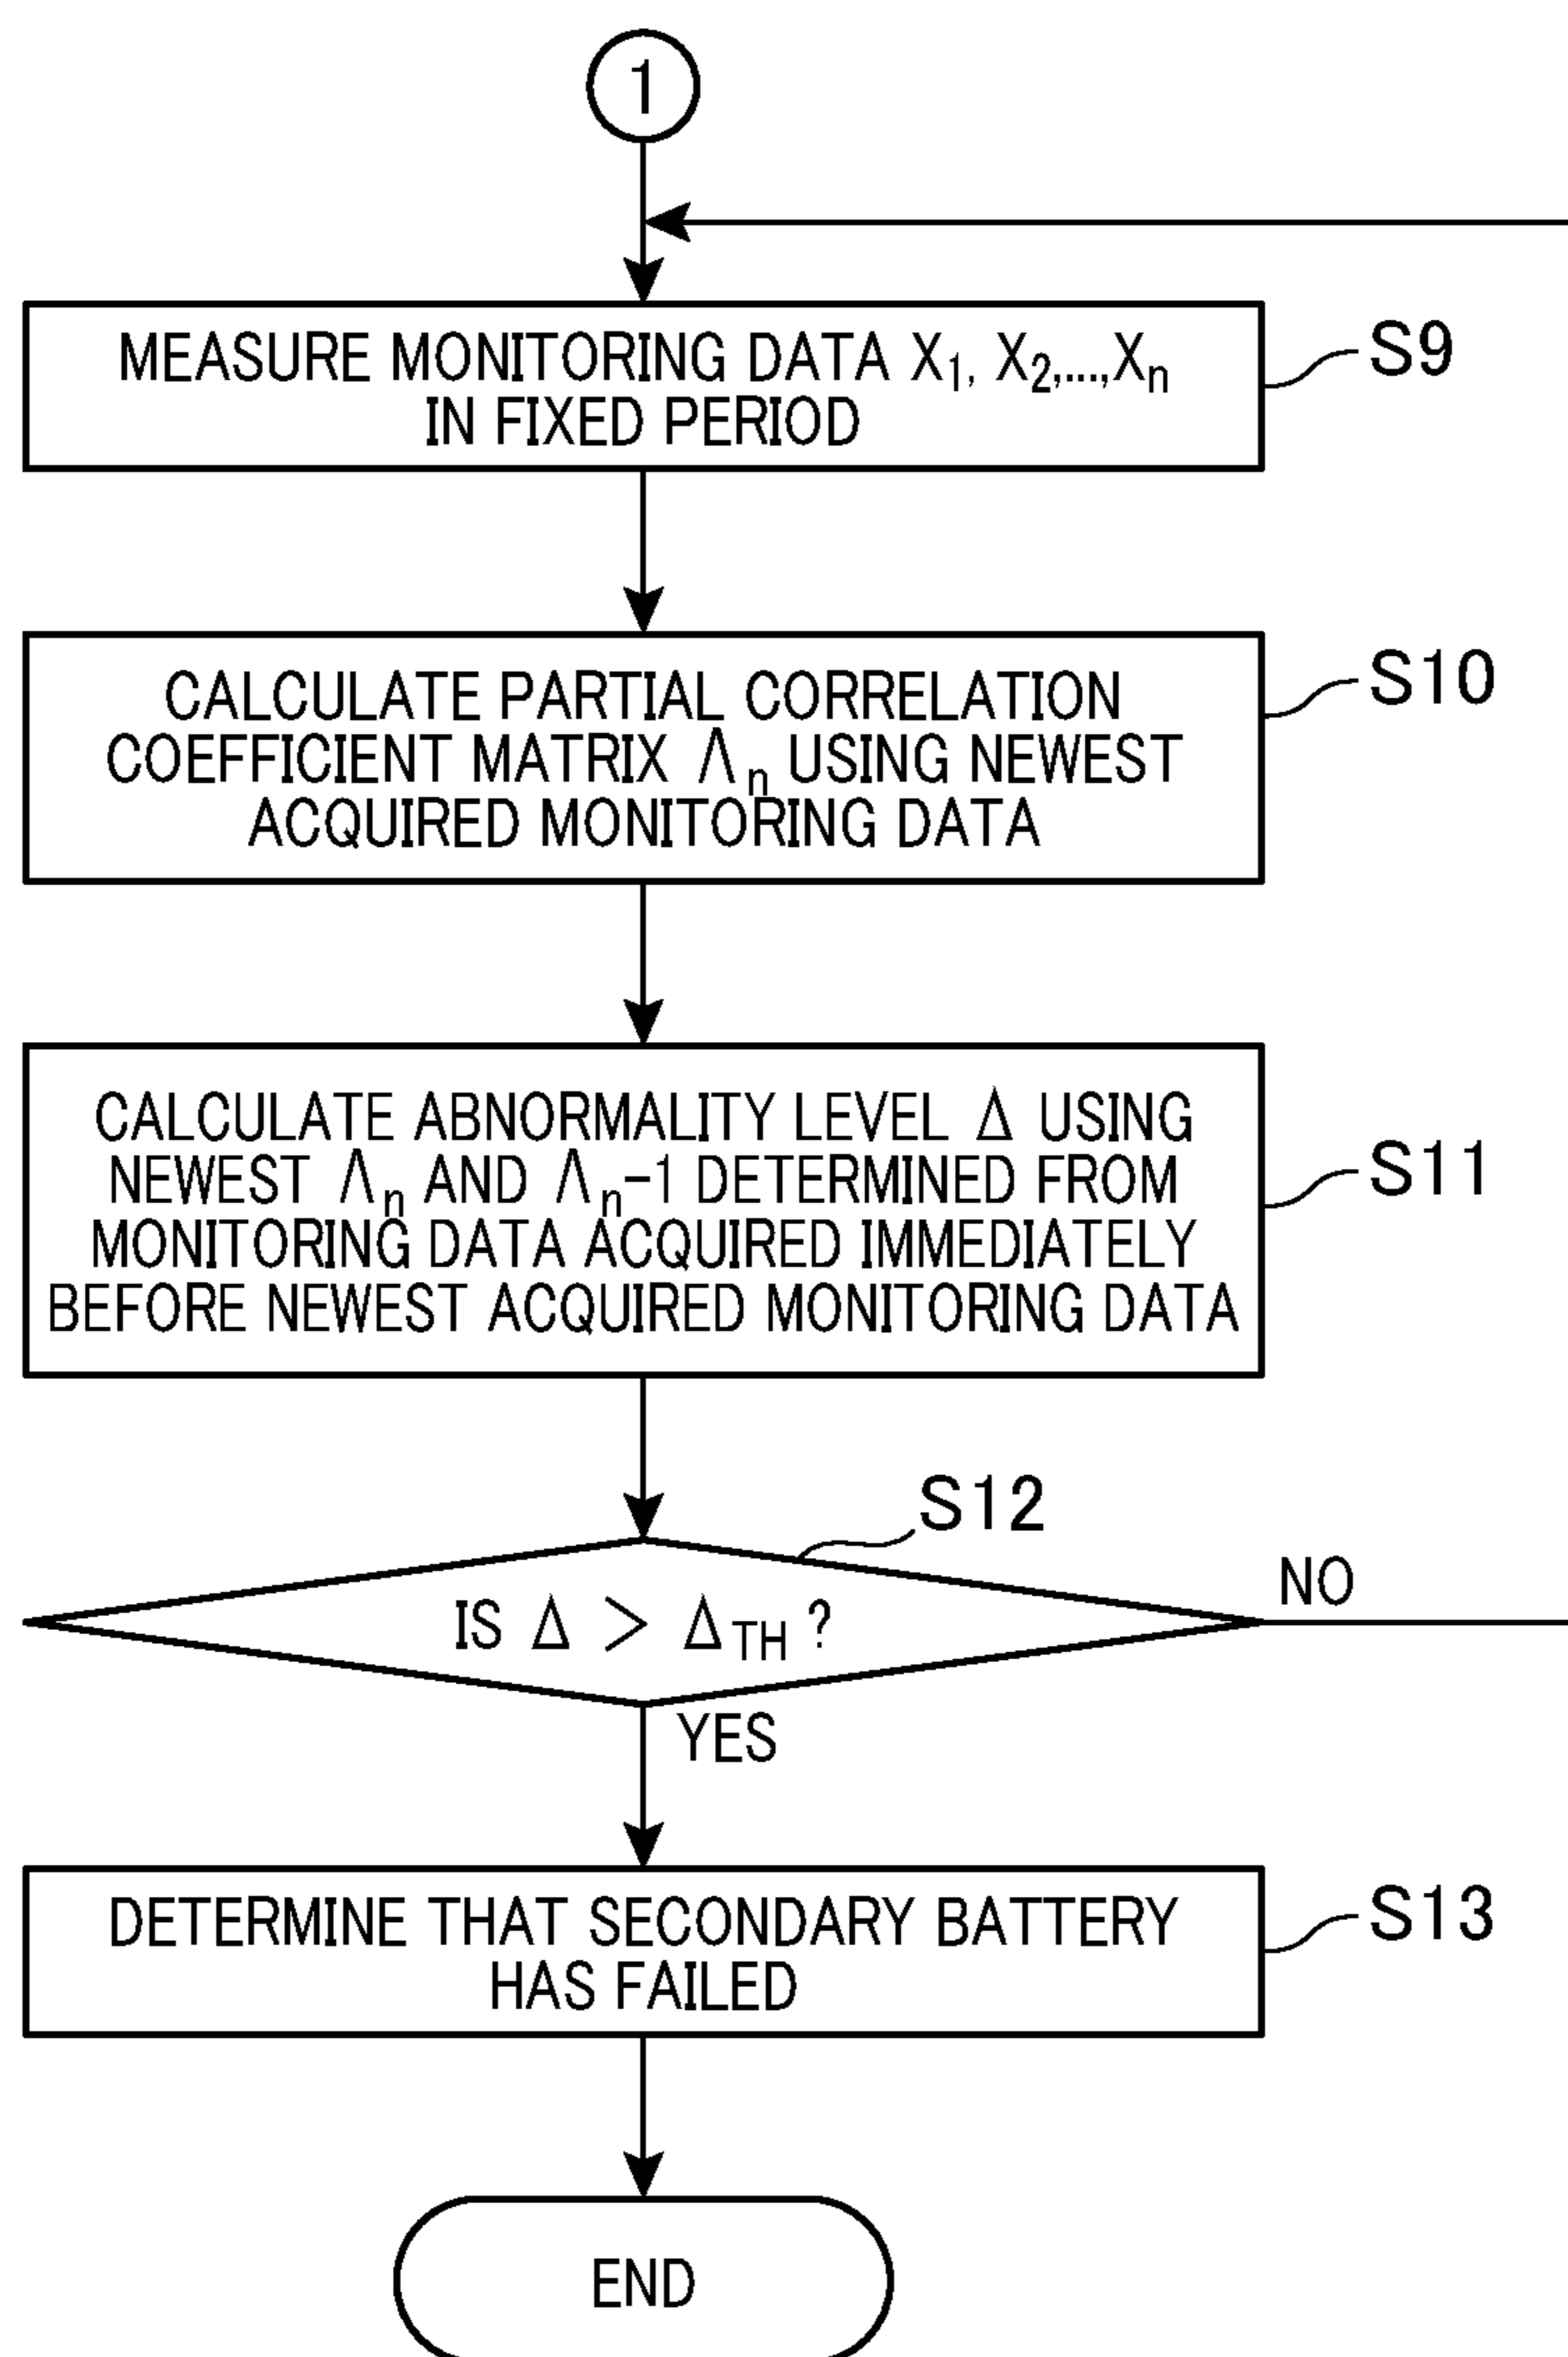 1
MEASURE MONITORING DATA X₁, X₂,...,Xₙ
IN FIXED PERIOD
S9
CALCULATE PARTIAL CORRELATION
COEFFICIENT MATRIX Λₙ USING NEWEST
ACQUIRED MONITORING DATA
S10
CALCULATE ABNORMALITY LEVEL Δ USING
NEWEST Λₙ AND Λₙ-1 DETERMINED FROM
MONITORING DATA ACQUIRED IMMEDIATELY
BEFORE NEWEST ACQUIRED MONITORING DATA
S11
S12
IS Δ > Δ_TH ?
NO
YES
DETERMINE THAT SECONDARY BATTERY
HAS FAILED
S13
END